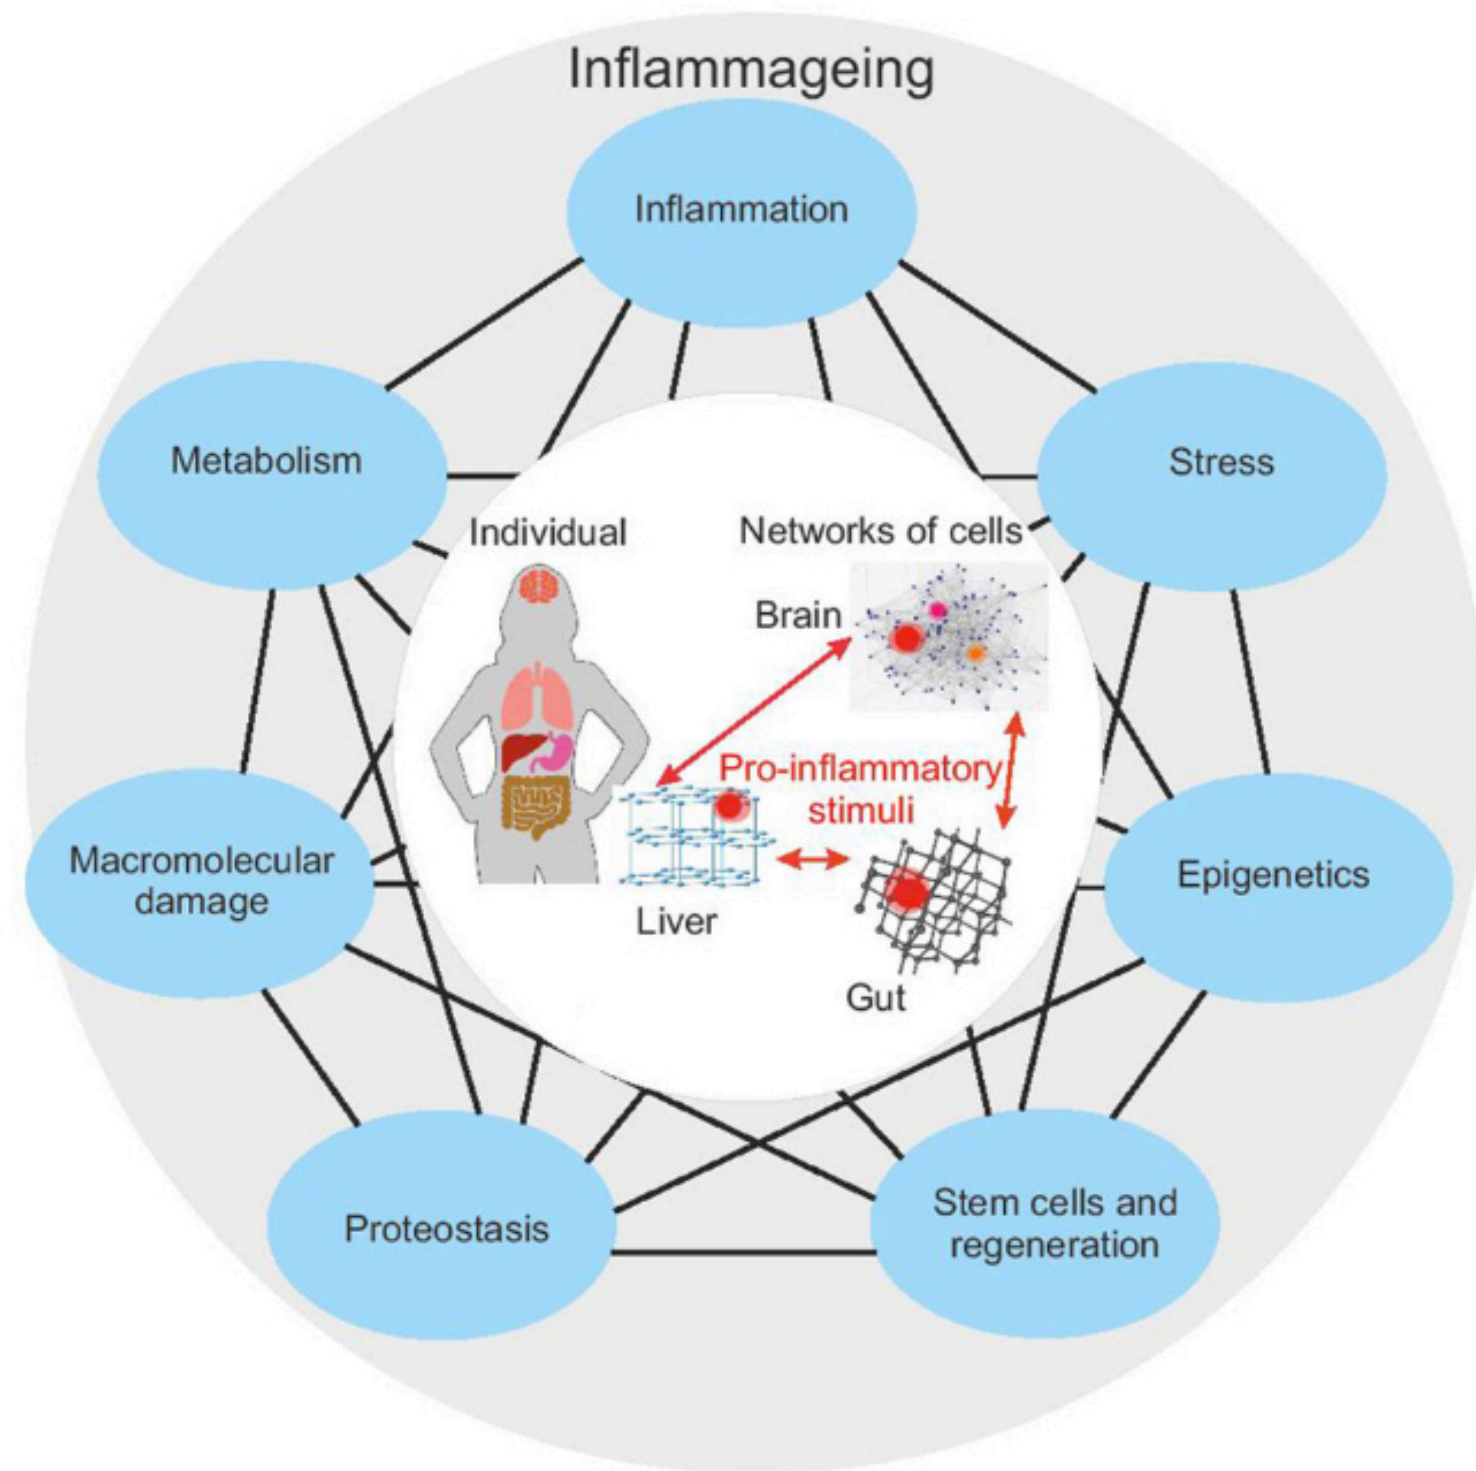 Inflammageing
Inflammation
Metabolism
Stress
Individual
Networks of cells
Brain
Pro-inflammatory
stimuli
Macromolecular
damage
Epigenetics
Liver
Gut
Proteostasis
Stem cells and
regeneration